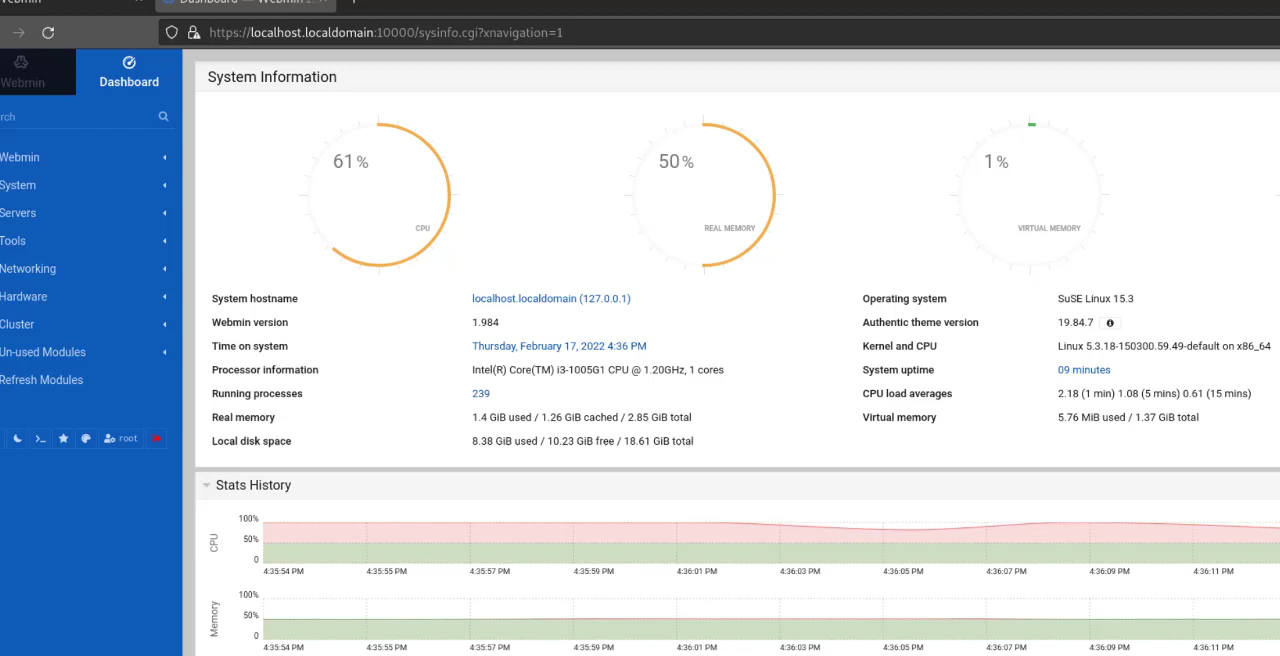 https://localhost.localdomain:10000/sysinfo.cgi?xnavigation=1
Webmin
Dashboard
rch
Webmin
System
Servers
Tools
Networking
Hardware
Cluster
Un-used Modules
Refresh Modules
root
System Information
61%
CPU
50%
REAL MEMORY
1%
VIRTUAL MEMORY
System hostname localhost.localdomain (127.0.0.1) Operating system SuSE Linux 15.3
Webmin version 1.984 Authentic theme version 19.84.7
Time on system Thursday, February 17, 2022 4:36 PM Kernel and CPU Linux 5.3.18-150300.59.49-default on x86_64
Processor information Intel(R) Core(TM) i3-1005G1 CPU @ 1.20GHz, 1 cores System uptime 09 minutes
Running processes 239 CPU load averages 2.18 (1 min) 1.08 (5 mins) 0.61 (15 mins)
Real memory 1.4 GiB used / 1.26 GiB cached / 2.85 GiB total Virtual memory 5.76 MiB used / 1.37 GiB total
Local disk space 8.38 GiB used / 10.23 GiB free / 18.61 GiB total
Stats History
CPU
100%
50%
0
4:35:54 PM 4:35:55 PM 4:35:57 PM 4:35:59 PM 4:36:01 PM 4:36:03 PM 4:36:05 PM 4:36:07 PM 4:36:09 PM 4:36:11 PM
Memory
100%
50%
0
4:35:54 PM 4:35:55 PM 4:35:57 PM 4:35:59 PM 4:36:01 PM 4:36:03 PM 4:36:05 PM 4:36:07 PM 4:36:09 PM 4:36:11 PM